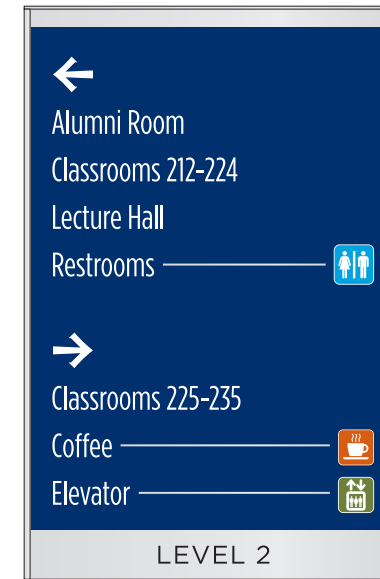 ←
Alumni Room
Classrooms 212-224
Lecture Hall
Restrooms
→
Classrooms 225-235
Coffee
Elevator
LEVEL 2